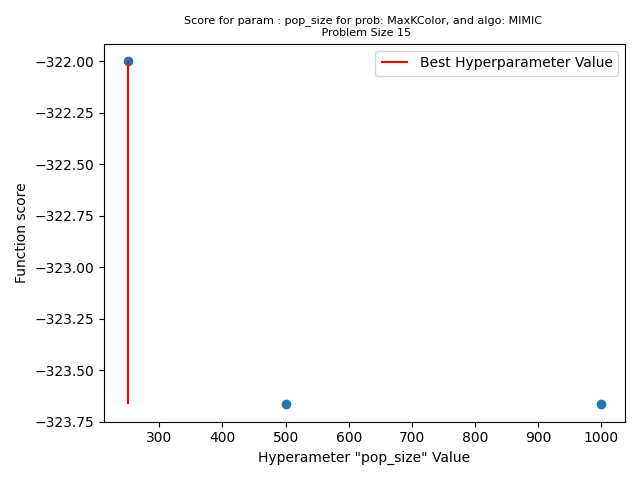 Score for param : pop_size for prob: MaxKColor, and algo: MIMIC
Problem Size 15
Best Hyperparameter Value
−322.00
−322.25
−322.50
−322.75
−323.00
−323.25
−323.50
−323.75
Function score
300 400 500 600 700 800 900 1000
Hyperameter "pop_size" Value